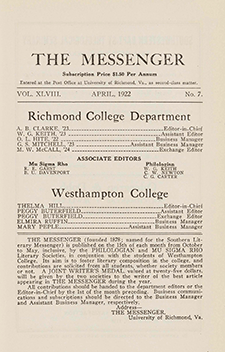 THE MESSENGER
Subscription Price $1.50 Per Annum
Entered at the Post Office at University of Richmond, Va., as second-class matter.
VOL. XLVIII. APRIL, 1922 No. 7.
Richmond College Department
A. B. CLARKE, '23 Editor-in-Chief
W. G. KEITH, '23 Assistant Editor
O. L. HITE, '22 Business Manager
C. S. MITCHELL, '23 Assistant Business Manager
M. W. McCALL, '24 Exchange Editor
ASSOCIATE EDITORS
Mu Sigma Rho Philologian
R. E. GARST W. G. KEITH
R. U. DAVENPORT C. W. NEWTON
C. G. CARTER
Westhampton College
THELMA HILL Editor-in-Chief
PEGGY BUTTERFIELD Assistant Editor
PEGGY BUTTERFIELD Exchange Editor
ELMIRA RUFFIN Business Manager
MARY PEPLE Assistant Business Manager
THE MESSENGER (founded 1878; named for the Southern Lit-
erary Messenger) is published on the 15th of each month from October
to May, inclusive, by the PHILOLOGIAN and MU SIGMA RHO
Literary Societies, in conjunction with the students of Westhampton
College. Its aim is to foster literary composition in the college, and
contributions are solicited from all students, whether society members
or not. A JOINT WRITER'S MEDAL, valued at twenty-five dollars,
will be given by the two societies to the writer of the best article
appearing in THE MESSENGER during the year.
All contributions should be handed to the department editors or the
Editor-in-Chief by the 1st of the month preceding. Business communi-
cations and subscriptions should be directed to the Business Manager
and Assistant Business Manager, respectively.
Address—
THE MESSENGER,
University of Richmond, Va.